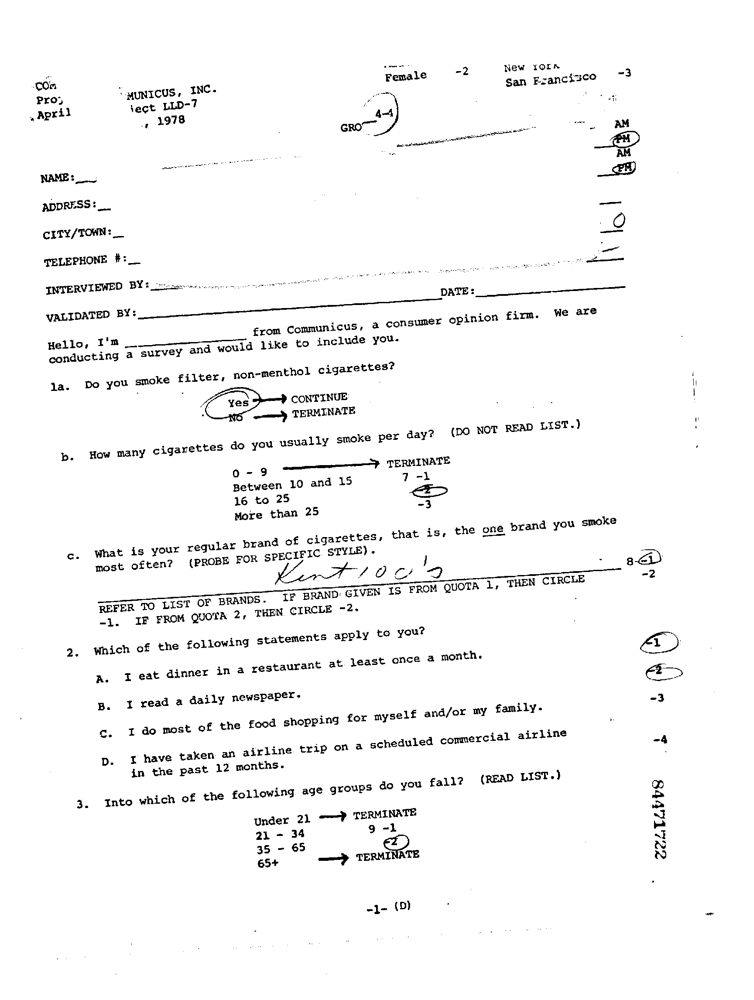 Female -2 New York
San Francisco -3
COM MUNICUS, INC.
Proj ject LLD-7
April , 1978
GRO 4-4
AM
PM
AM
PM
NAME:
ADDRESS:
CITY/TOWN:
0
TELEPHONE #:
INTERVIEWED BY:
VALIDATED BY: DATE:
Hello, I'm from Communicus, a consumer opinion firm. We are
conducting a survey and would like to include you.
1a. Do you smoke filter, non-menthol cigarettes?
Yes → CONTINUE
No → TERMINATE
b. How many cigarettes do you usually smoke per day? (DO NOT READ LIST.)
0 - 9 → TERMINATE
Between 10 and 15 7 -1
16 to 25 -2
More than 25 -3
c. What is your regular brand of cigarettes, that is, the one brand you smoke
most often? (PROBE FOR SPECIFIC STYLE).
Kent 100's 8-1
-2
REFER TO LIST OF BRANDS. IF BRAND GIVEN IS FROM QUOTA 1, THEN CIRCLE
-1. IF FROM QUOTA 2, THEN CIRCLE -2.
2. Which of the following statements apply to you?
A. I eat dinner in a restaurant at least once a month. -1
B. I read a daily newspaper. -2
C. I do most of the food shopping for myself and/or my family. -3
D. I have taken an airline trip on a scheduled commercial airline -4
in the past 12 months.
3. Into which of the following age groups do you fall? (READ LIST.)
Under 21 → TERMINATE
21 - 34 9 -1
35 - 65 -2
65+ → TERMINATE
84471722
-1- (D)